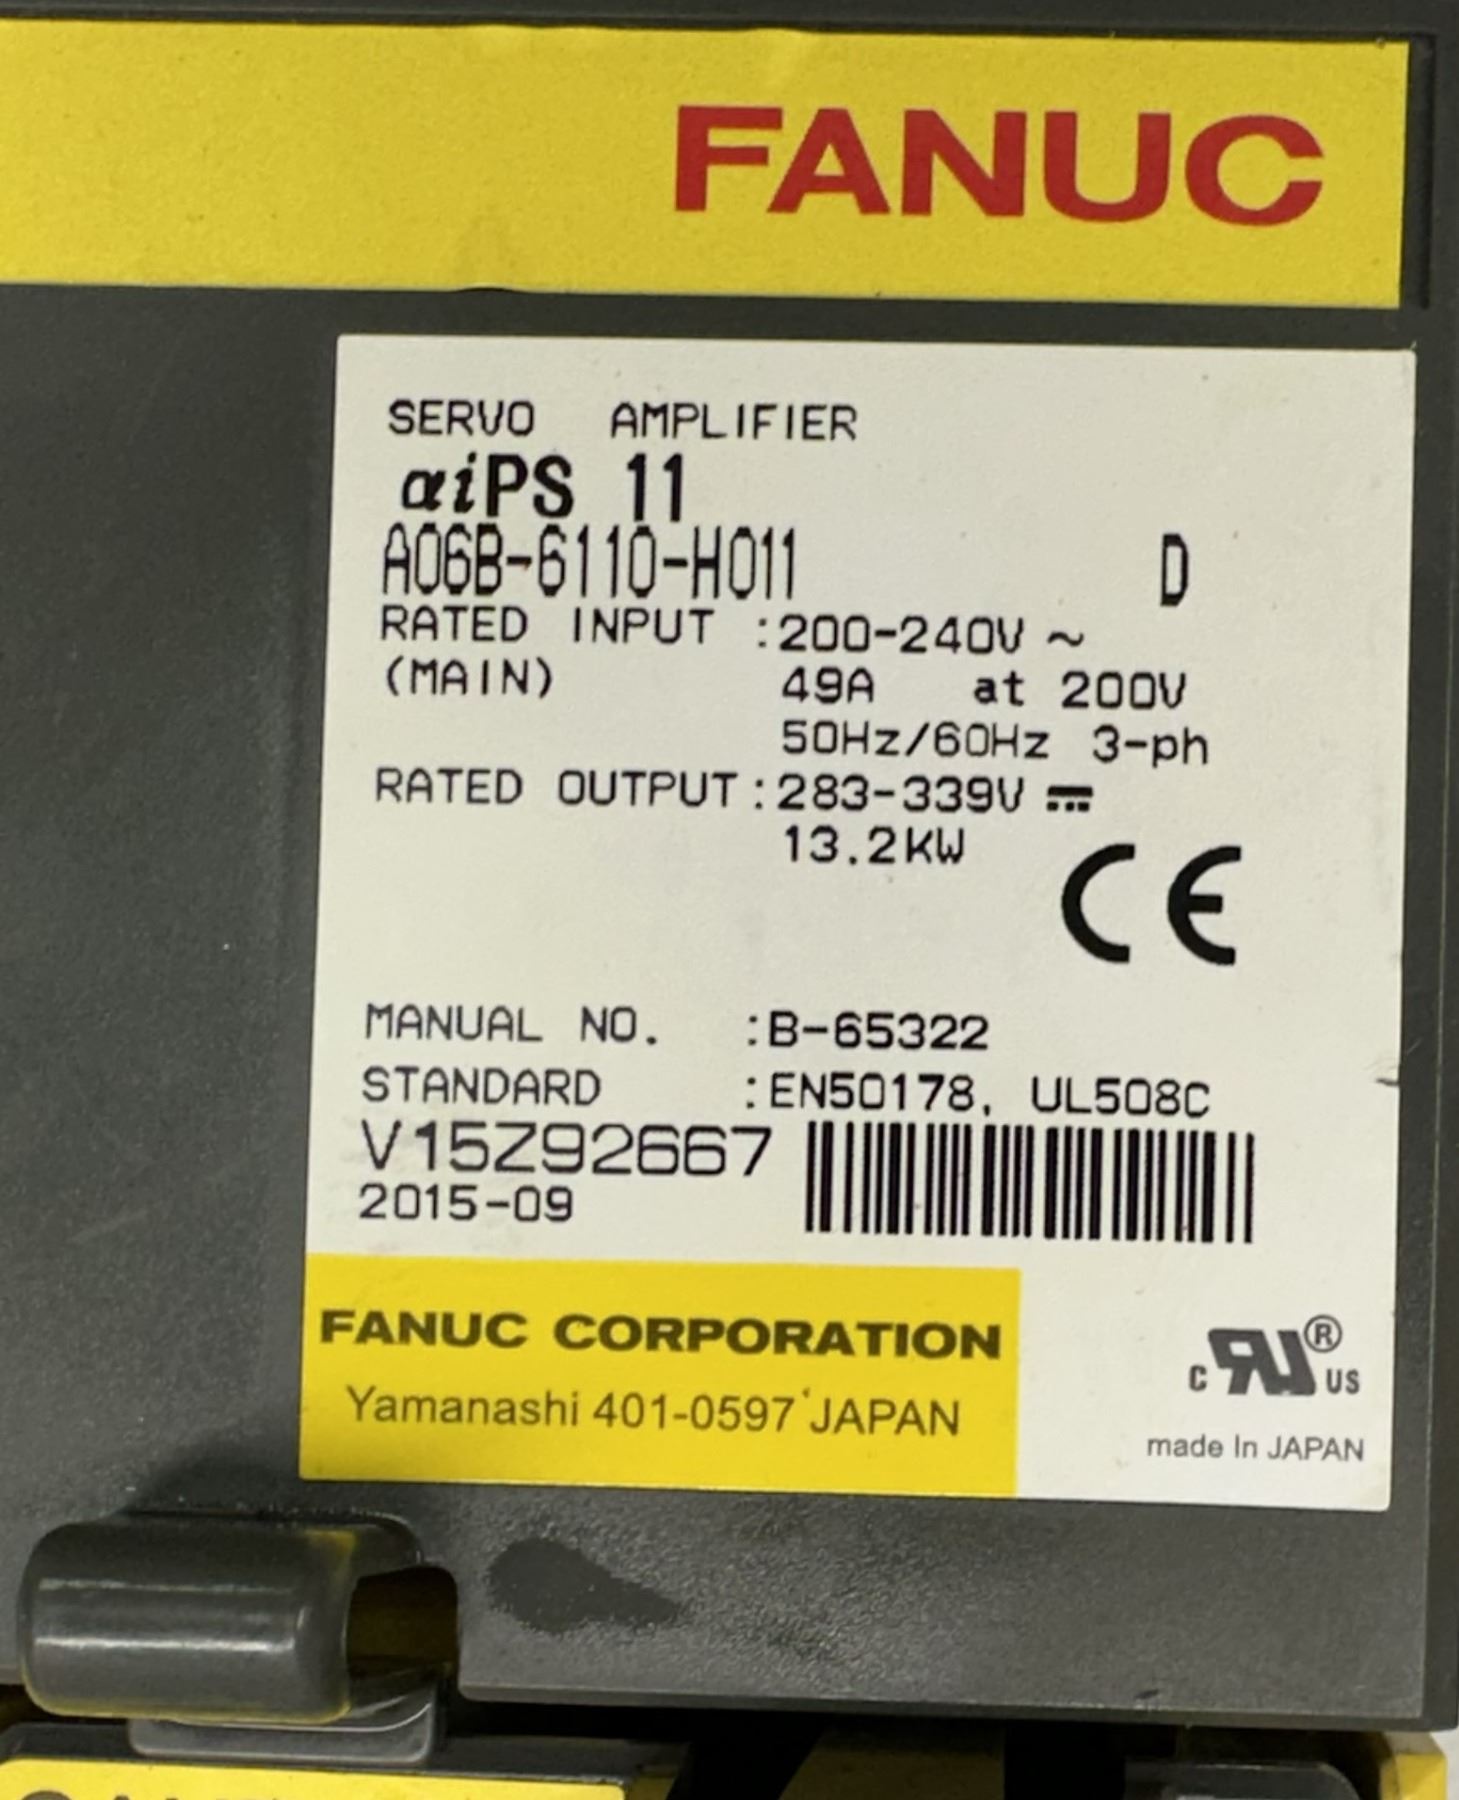 FANUC
SERVO AMPLIFIER
αiPS 11
A06B-6110-H011 D
RATED INPUT :200-240V ~
(MAIN) 49A at 200V
50Hz/60Hz 3-ph
RATED OUTPUT:283-339V ⎓
13.2kW
CE
MANUAL NO. :B-65322
STANDARD :EN50178, UL508C
V15Z92667
2015-09
FANUC CORPORATION
Yamanashi 401-0597 JAPAN
c RU® US
made In JAPAN